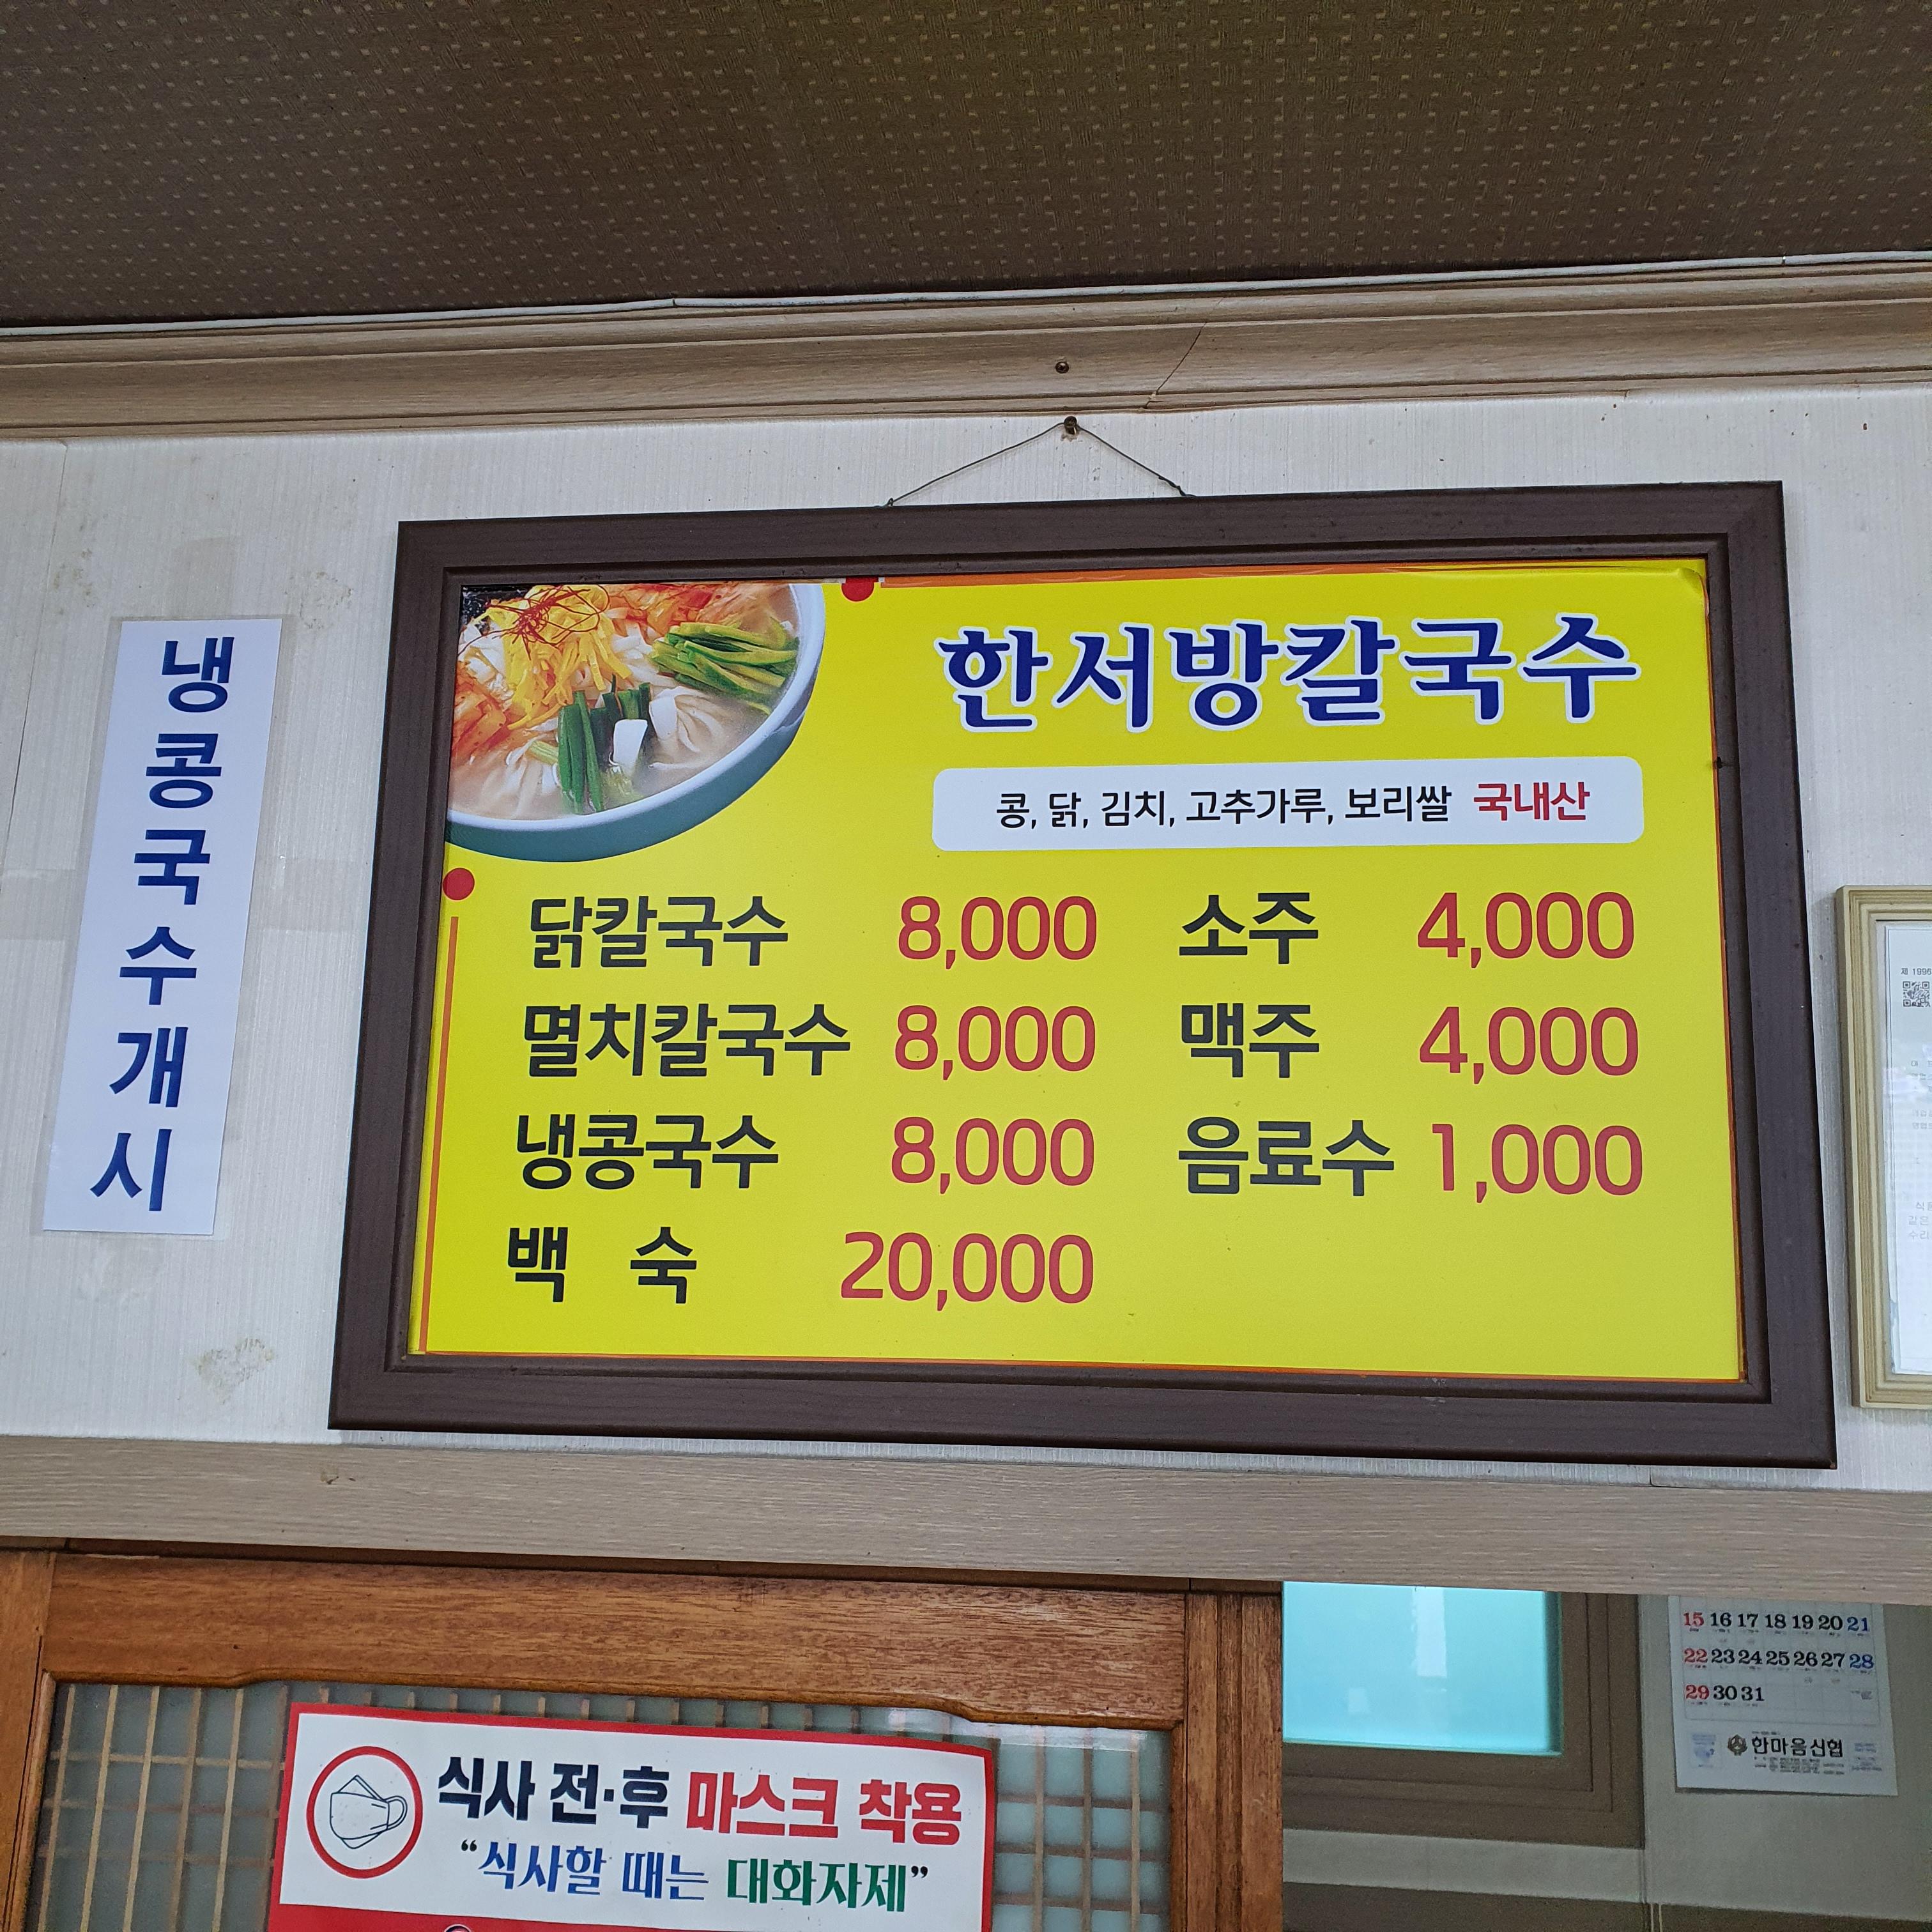 냉콩국수개시
한서방칼국수
콩, 닭, 김치, 고추가루, 보리쌀 국내산
닭칼국수 8,000 소주 4,000
멸치칼국수 8,000 맥주 4,000
냉콩국수 8,000 음료수 1,000
백 숙 20,000
제 1996
15 16 17 18 19 20 21
22 23 24 25 26 27 28
29 30 31
한마음신협
식사 전·후 마스크 착용
“식사할 때는 대화자제”